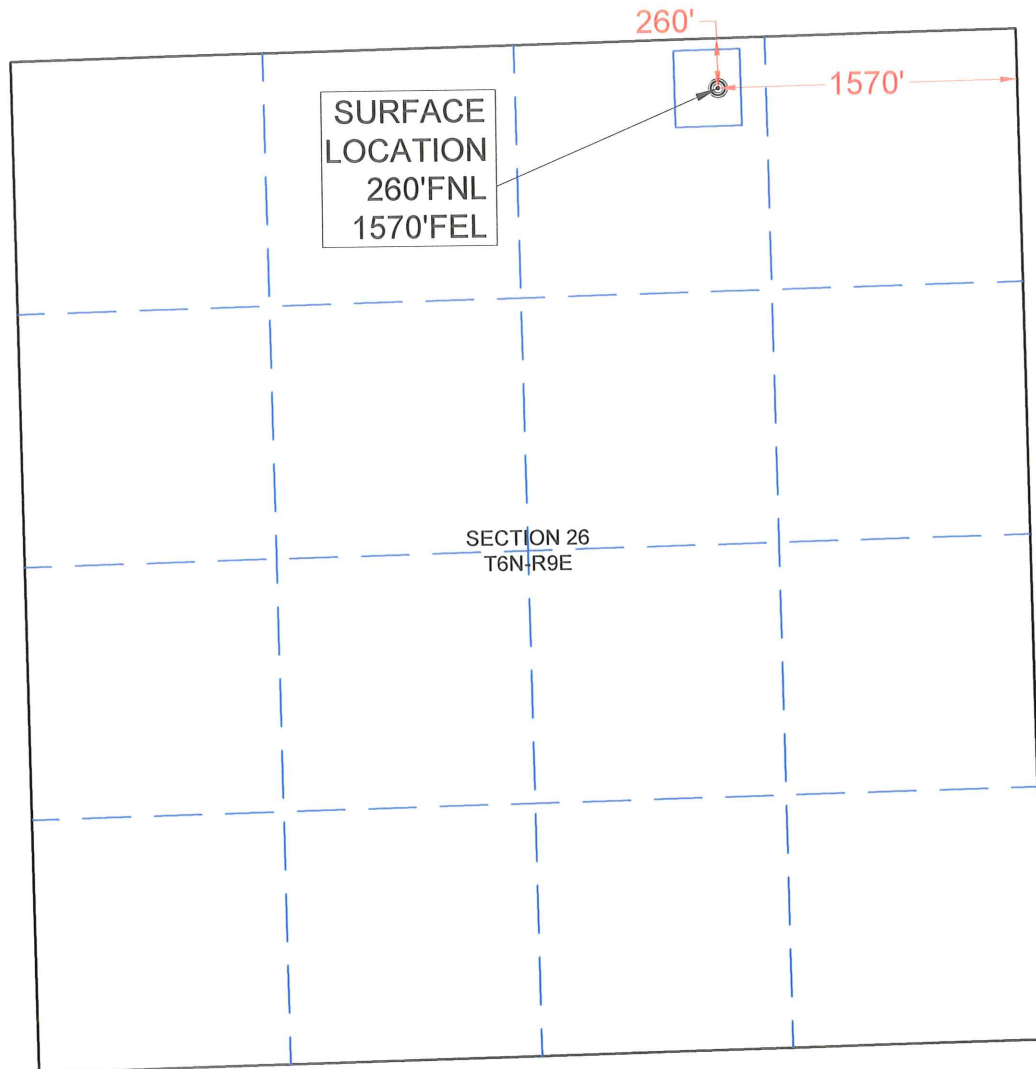 260'
1570'
SURFACE
LOCATION
260'FNL
1570'FEL
SECTION 26
T6N-R9E